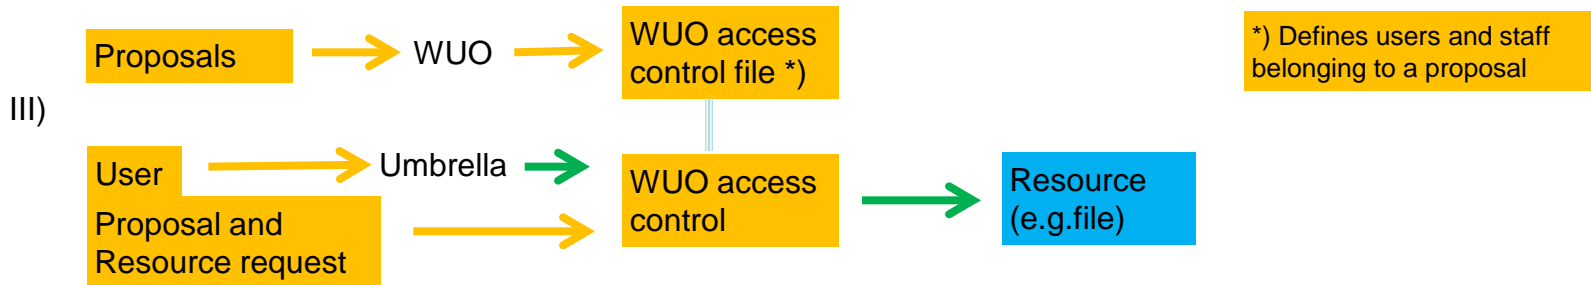 Proposals
WUO
WUO access
control file *)
*) Defines users and staff
belonging to a proposal
III)
User
Umbrella
WUO access
control
Resource
(e.g.file)
Proposal and
Resource request